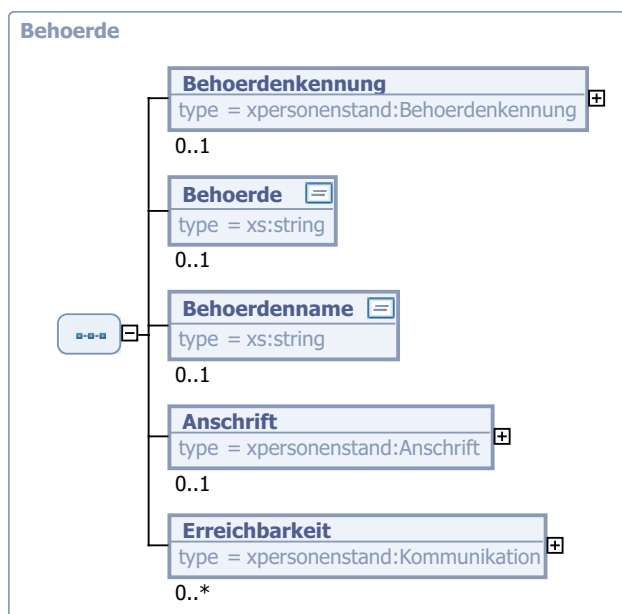 Behoerde
Behoerdenkennung
type = xpersonenstand:Behoerdenkennung
0..1
Behoerde
type = xs:string
0..1
Behoerdenname
type = xs:string
0..1
Anschrift
type = xpersonenstand:Anschrift
0..1
Erreichbarkeit
type = xpersonenstand:Kommunikation
0..*